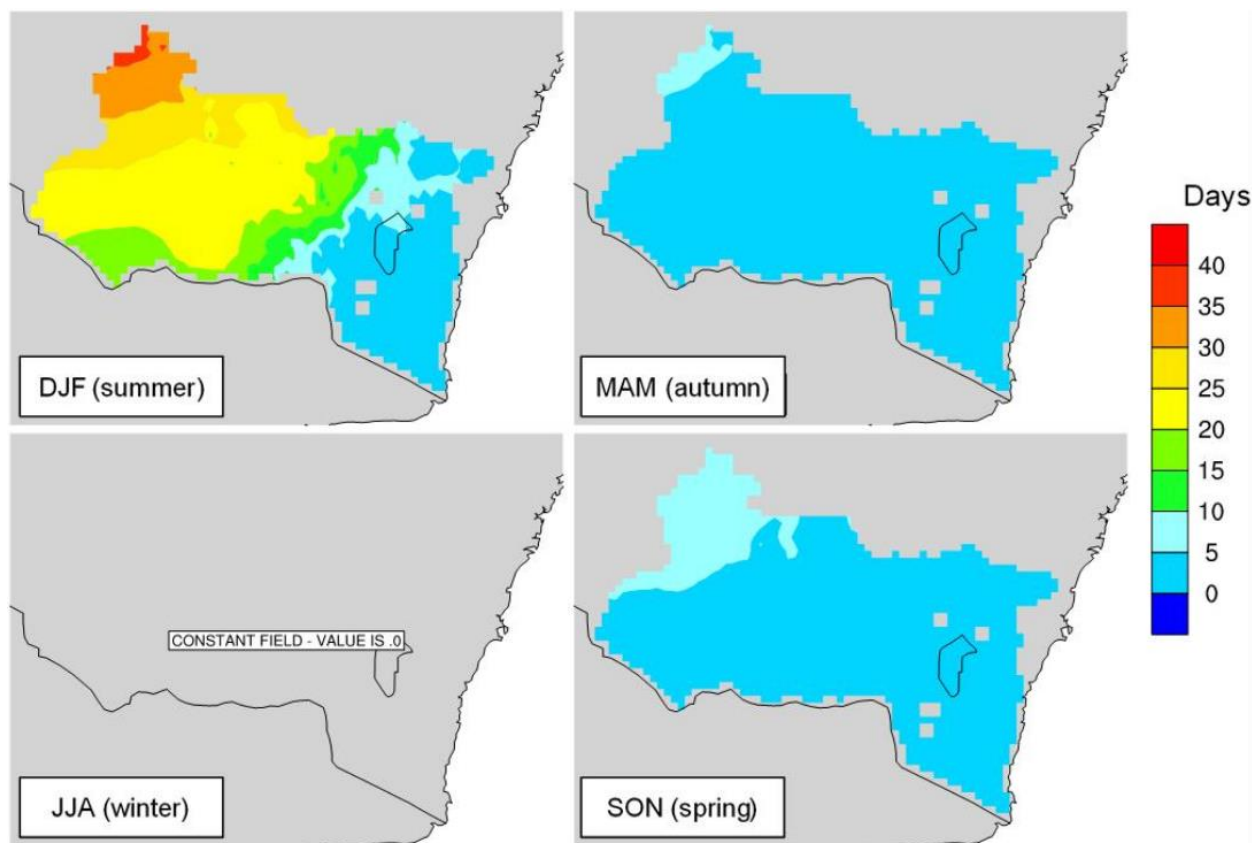 DJF (summer)
MAM (autumn)
Days
40
35
30
25
20
15
10
5
0
CONSTANT FIELD - VALUE IS .0
JJA (winter)
SON (spring)